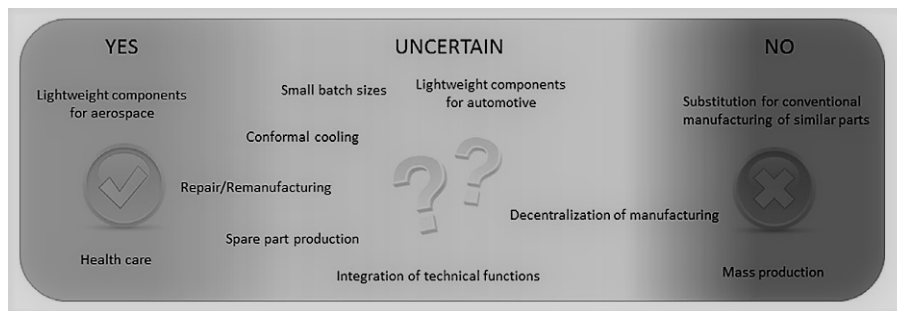 YES
UNCERTAIN
NO
Lightweight components
for aerospace
Small batch sizes
Lightweight components
for automotive
Substitution for conventional
manufacturing of similar parts
Conformal cooling
Repair/Remanufacturing
Decentralization of manufacturing
Spare part production
Health care
Integration of technical functions
Mass production